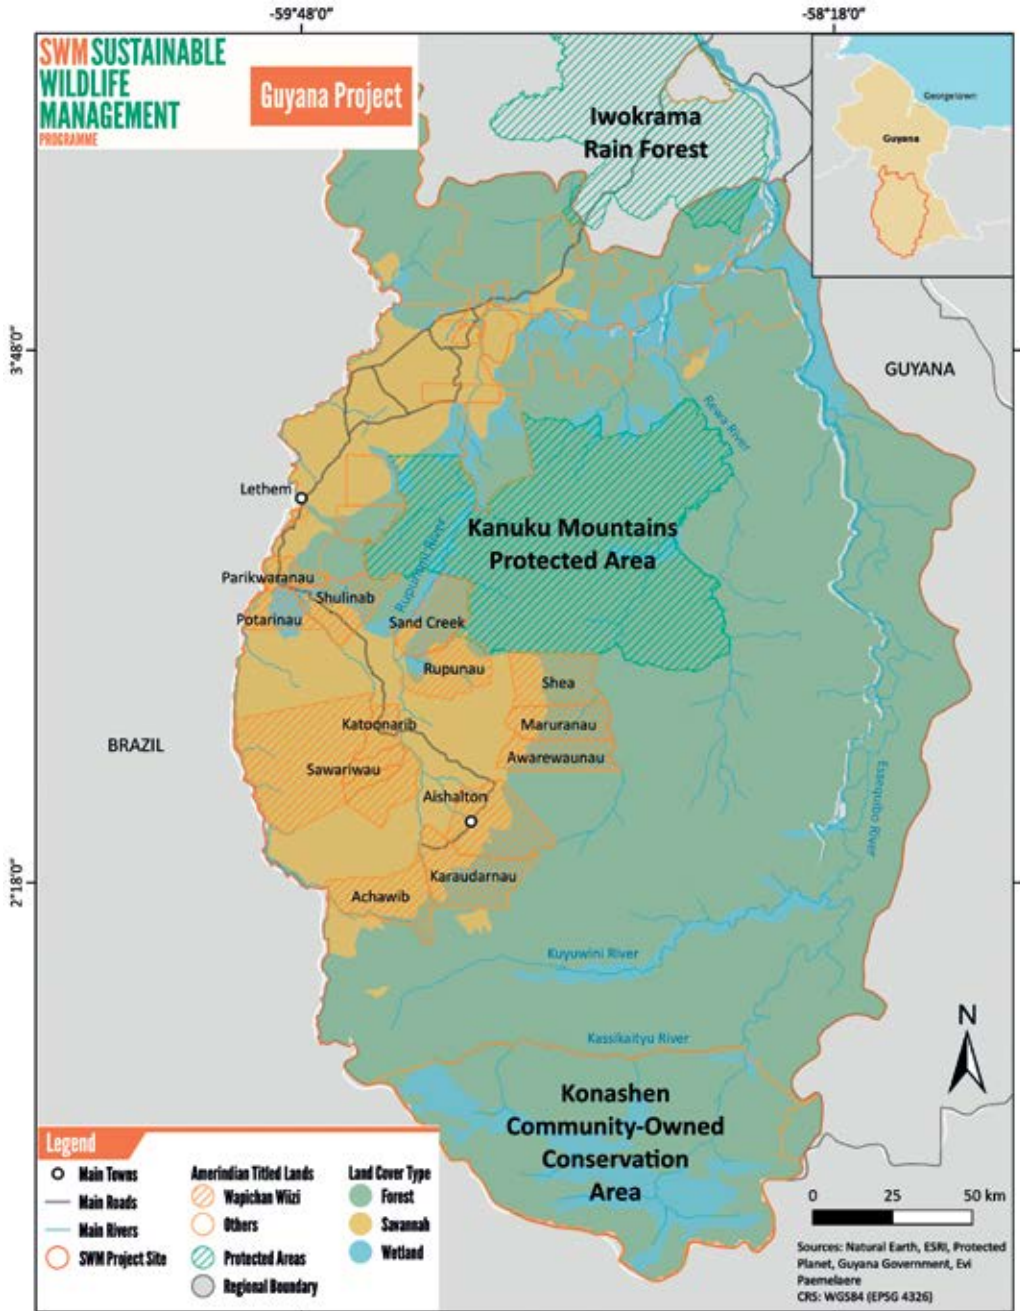 -59°48'0"
-58°18'0"
SWM SUSTAINABLE
WILDLIFE
MANAGEMENT
PROGRAMME
Guyana Project
Iwokrama
Rain Forest
Georgetown
Guyana
3°48'0"
GUYANA
Rewa River
Lethem
Kanuku Mountains
Protected Area
Rupununi River
Parikwaranau
Shulinab
Potarinau
Sand Creek
Rupunau
Shea
Katoonarib
Maruranau
BRAZIL
Awarewaunau
Sawariwau
Aishalton
Essequibo River
2°18'0"
Karaudarnau
Achawib
Kuyuwini River
Kassikaityu River
N
Konashen
Community-Owned
Conservation
Area
Legend
Main Towns
Main Roads
Main Rivers
SWM Project Site
Amerindian Titled Lands
Wapichan Wiizi
Others
Protected Areas
Regional Boundary
Land Cover Type
Forest
Savannah
Wetland
0 25 50 km
Sources: Natural Earth, ESRI, Protected
Planet, Guyana Government, Evi
Paemelaere
CRS: WGS84 (EPSG 4326)